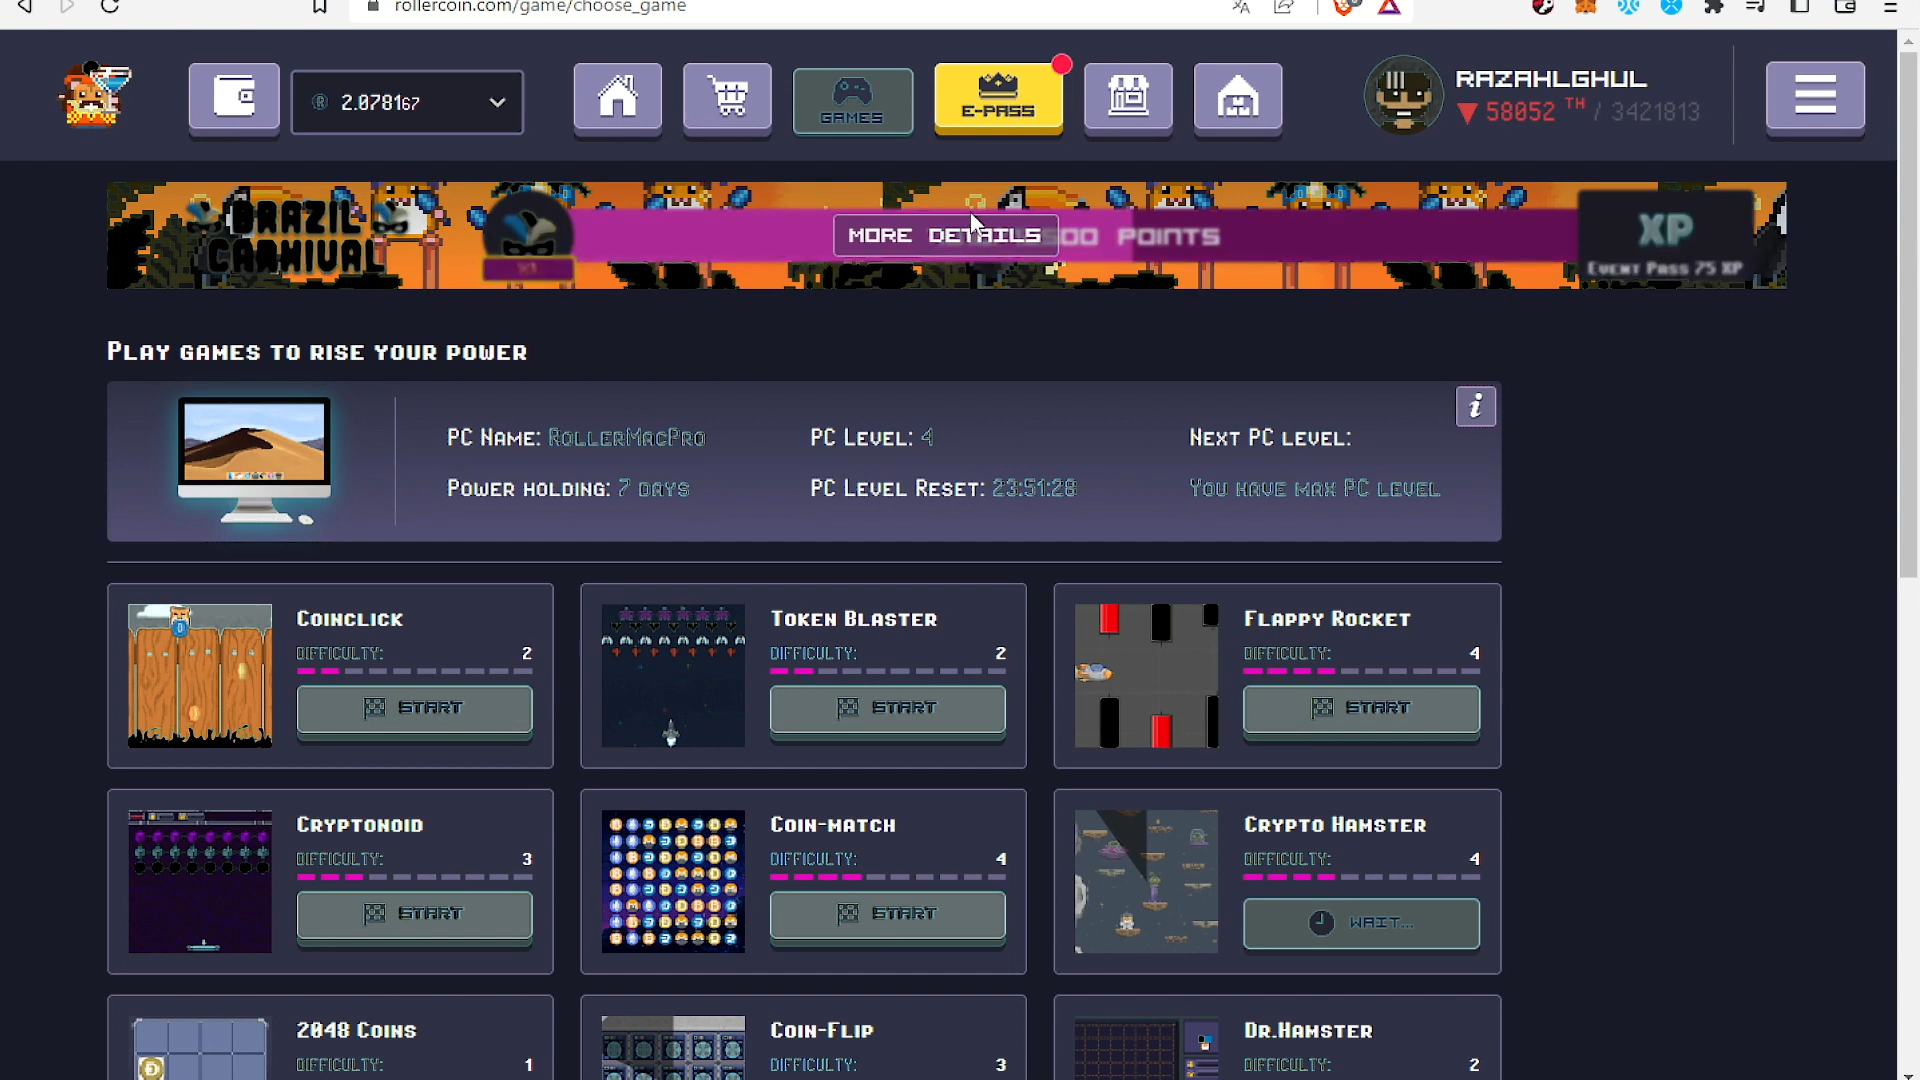 rollercoin.com/game/choose_game
2.078167
GAMES
E-PASS
RAZAHLGHUL
58052 TH / 3421813
BRAZIL
CARNIVAL
MORE DETAILS
POINTS
XP
EVENT PASS 75 XP
PLAY GAMES TO RISE YOUR POWER
PC NAME: ROLLERMACPRO
PC LEVEL: 4
NEXT PC LEVEL:
POWER HOLDING: 7 DAYS
PC LEVEL RESET: 23:51:28
YOU HAVE MAX PC LEVEL
COINCLICK
DIFFICULTY: 2
START
TOKEN BLASTER
DIFFICULTY: 2
START
FLAPPY ROCKET
DIFFICULTY: 4
START
CRYPTONOID
DIFFICULTY: 3
START
COIN-MATCH
DIFFICULTY: 4
START
CRYPTO HAMSTER
DIFFICULTY: 4
WAIT...
2048 COINS
DIFFICULTY: 1
COIN-FLIP
DIFFICULTY: 3
DR.HAMSTER
DIFFICULTY: 2